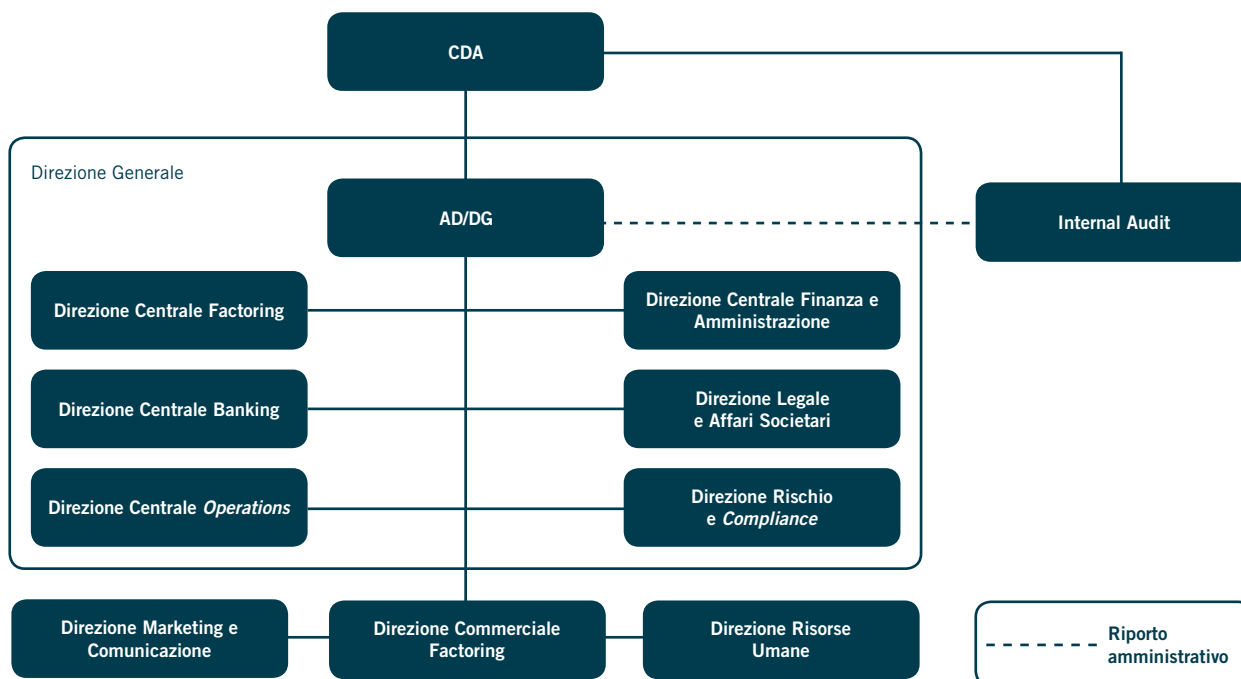 CDA
Direzione Generale
AD/DG
Internal Audit
Direzione Centrale Factoring
Direzione Centrale Finanza e
Amministrazione
Direzione Centrale Banking
Direzione Legale
e Affari Societari
Direzione Centrale Operations
Direzione Rischio
e Compliance
Direzione Marketing e
Comunicazione
Direzione Commerciale
Factoring
Direzione Risorse
Umane
Riporto
amministrativo